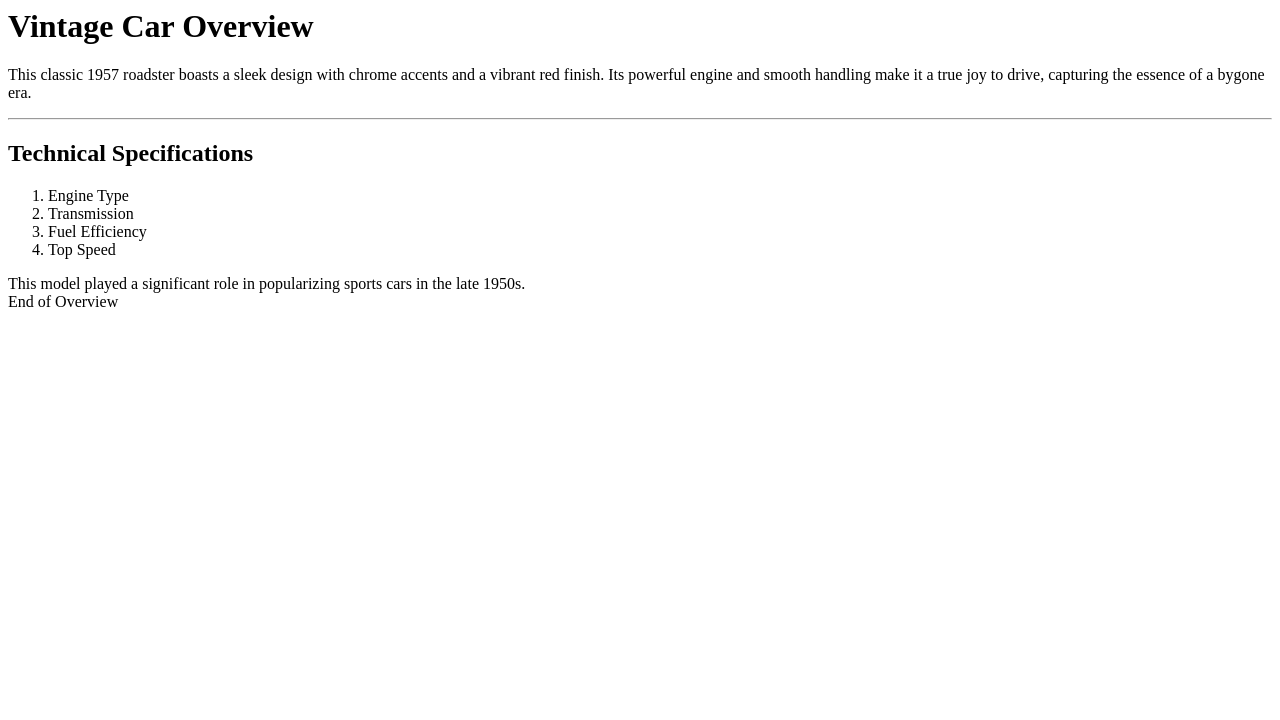 Vintage Car Overview
This classic 1957 roadster boasts a sleek design with chrome accents and a vibrant red finish. Its powerful engine and smooth handling make it a true joy to drive, capturing the essence of a bygone
era.
Technical Specifications
1. Engine Type
2. Transmission
3. Fuel Efficiency
4. Top Speed
This model played a significant role in popularizing sports cars in the late 1950s.
End of Overview